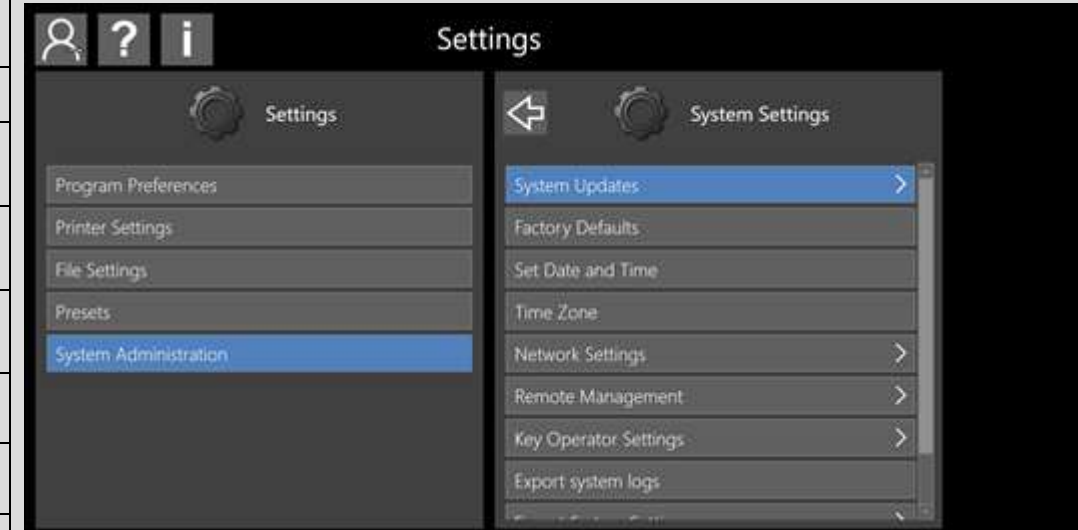 ? i Settings
Settings
Program Preferences
Printer Settings
File Settings
Presets
System Administration
System Settings
System Updates
Factory Defaults
Set Date and Time
Time Zone
Network Settings
Remote Management
Key Operator Settings
Export system logs